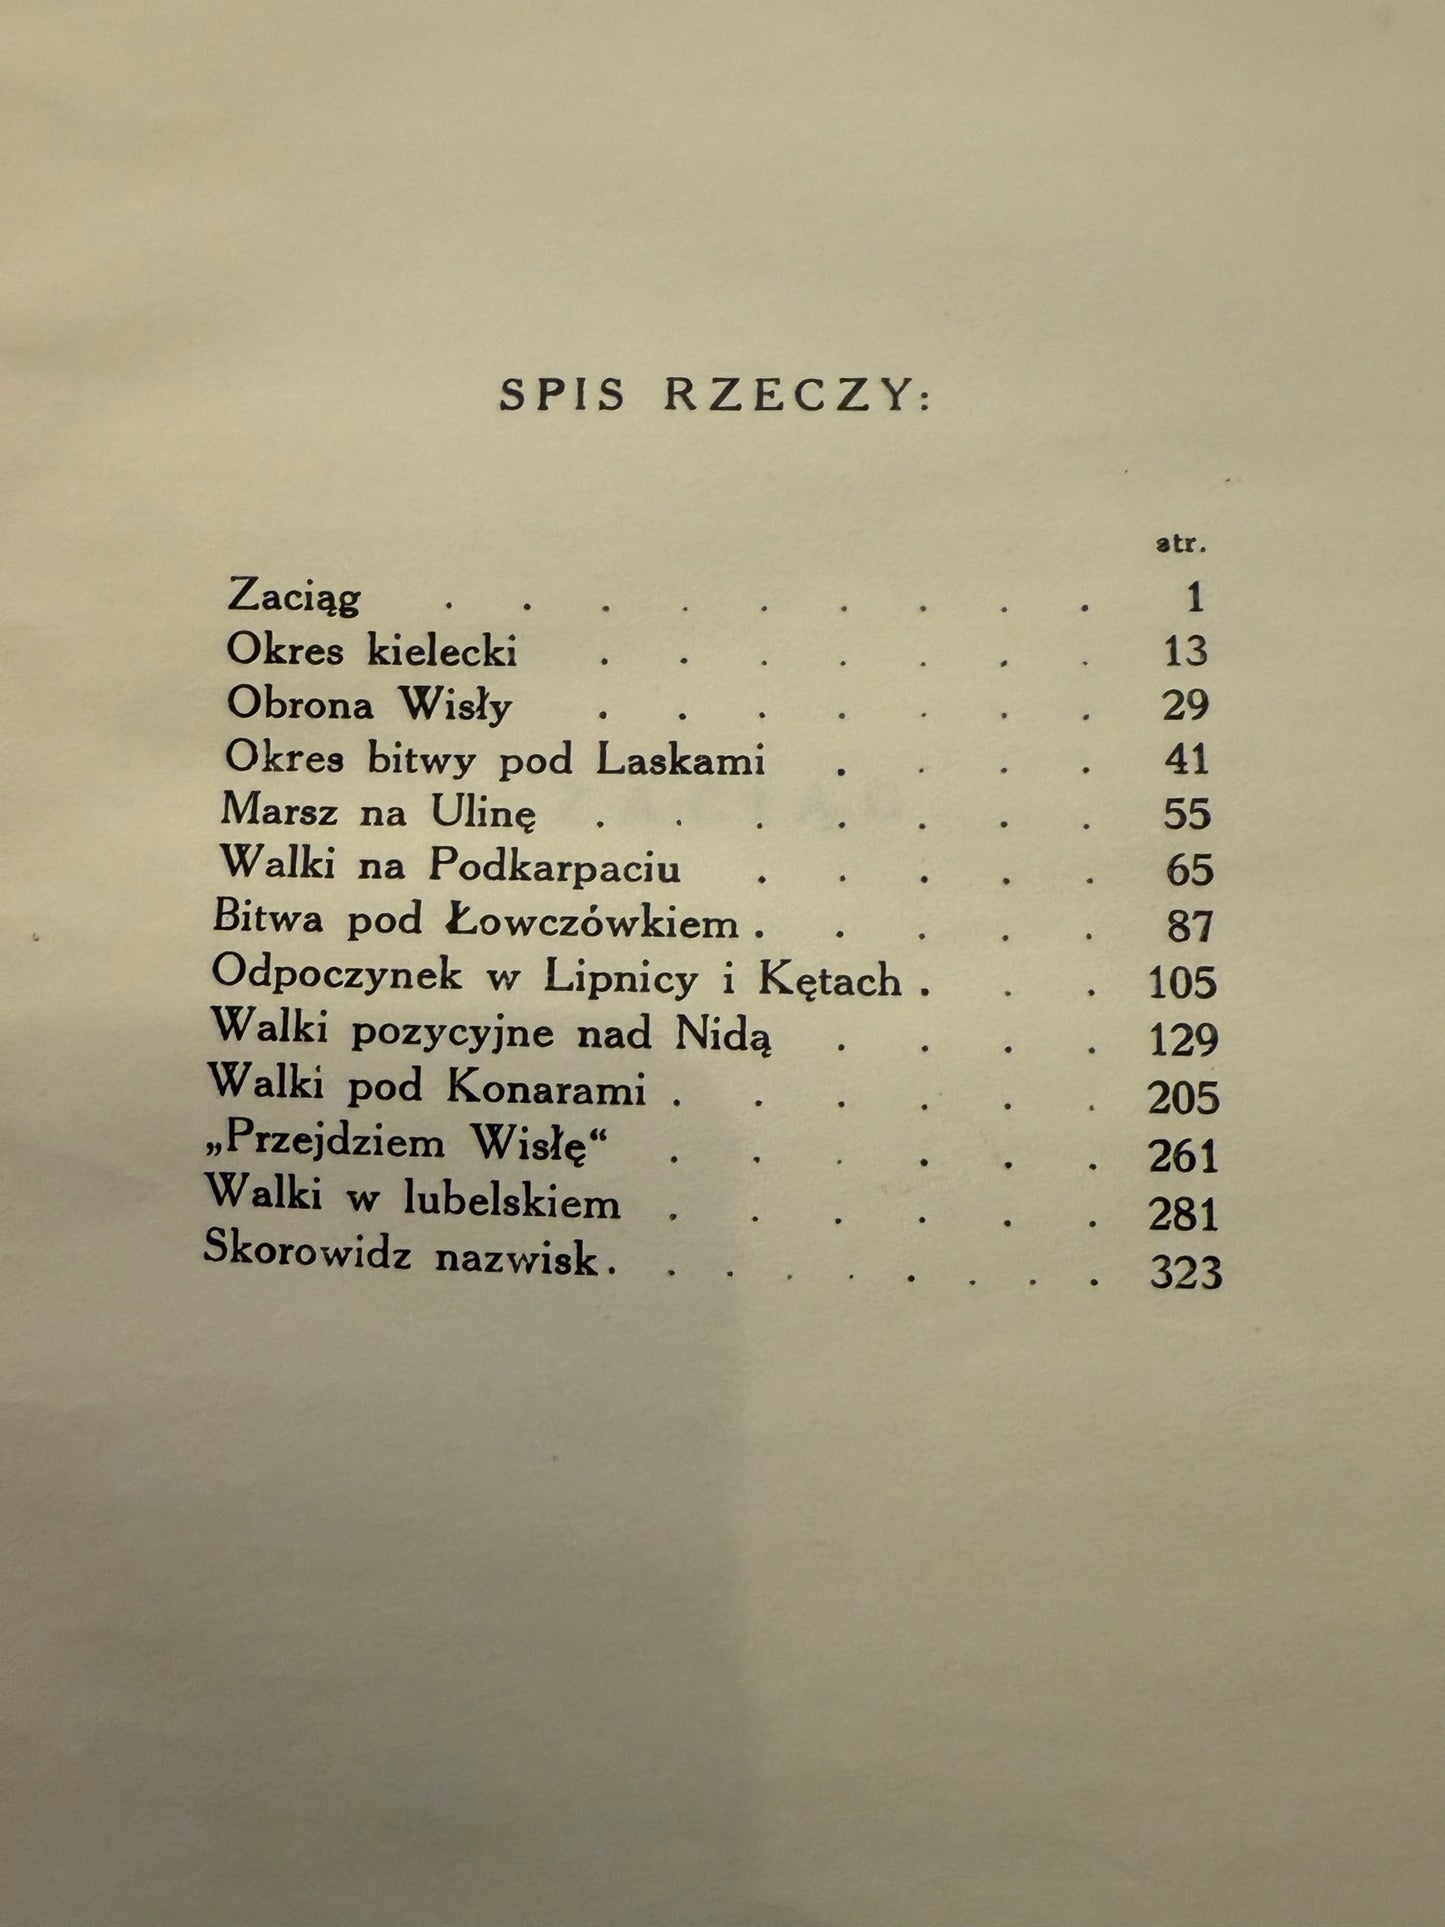 SPIS RZECZY:
str.
Zaciąg . . . . . . . . . 1
Okres kielecki . . . . . . . 13
Obrona Wisły . . . . . . . 29
Okres bitwy pod Laskami . . . . 41
Marsz na Ulinę . . . . . . . 55
Walki na Podkarpaciu . . . . . 65
Bitwa pod Łowczówkiem . . . . . 87
Odpoczynek w Lipnicy i Kętach . . . 105
Walki pozycyjne nad Nidą . . . . 129
Walki pod Konarami . . . . . . 205
„Przejdziem Wisłę“ . . . . . . 261
Walki w lubelskiem . . . . . . 281
Skorowidz nazwisk . . . . . . . . . 323